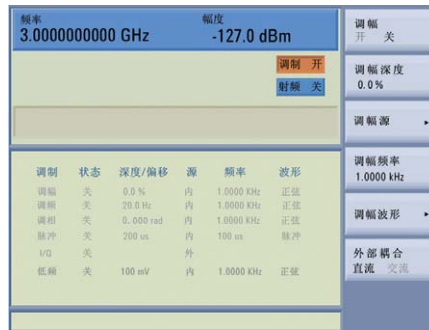 频率 幅度
3.0000000000 GHz -127.0 dBm
调制 开
射频 关
调制 状态 深度/偏移 源 频率 波形
调幅 关 0.0 % 内 1.0000 KHz 正弦
调频 关 20.0 Hz 内 1.0000 KHz 正弦
调相 关 0.000 rad 内 1.0000 KHz 正弦
脉冲 关 200 us 内 100 us 脉冲
I/Q 关 外
低频 关 100 mV 内 1.0000 KHz 正弦
调幅
开 关
调幅深度
0.0 %
调幅源
调幅频率
1.0000 kHz
调幅波形
外部耦合
直流 交流